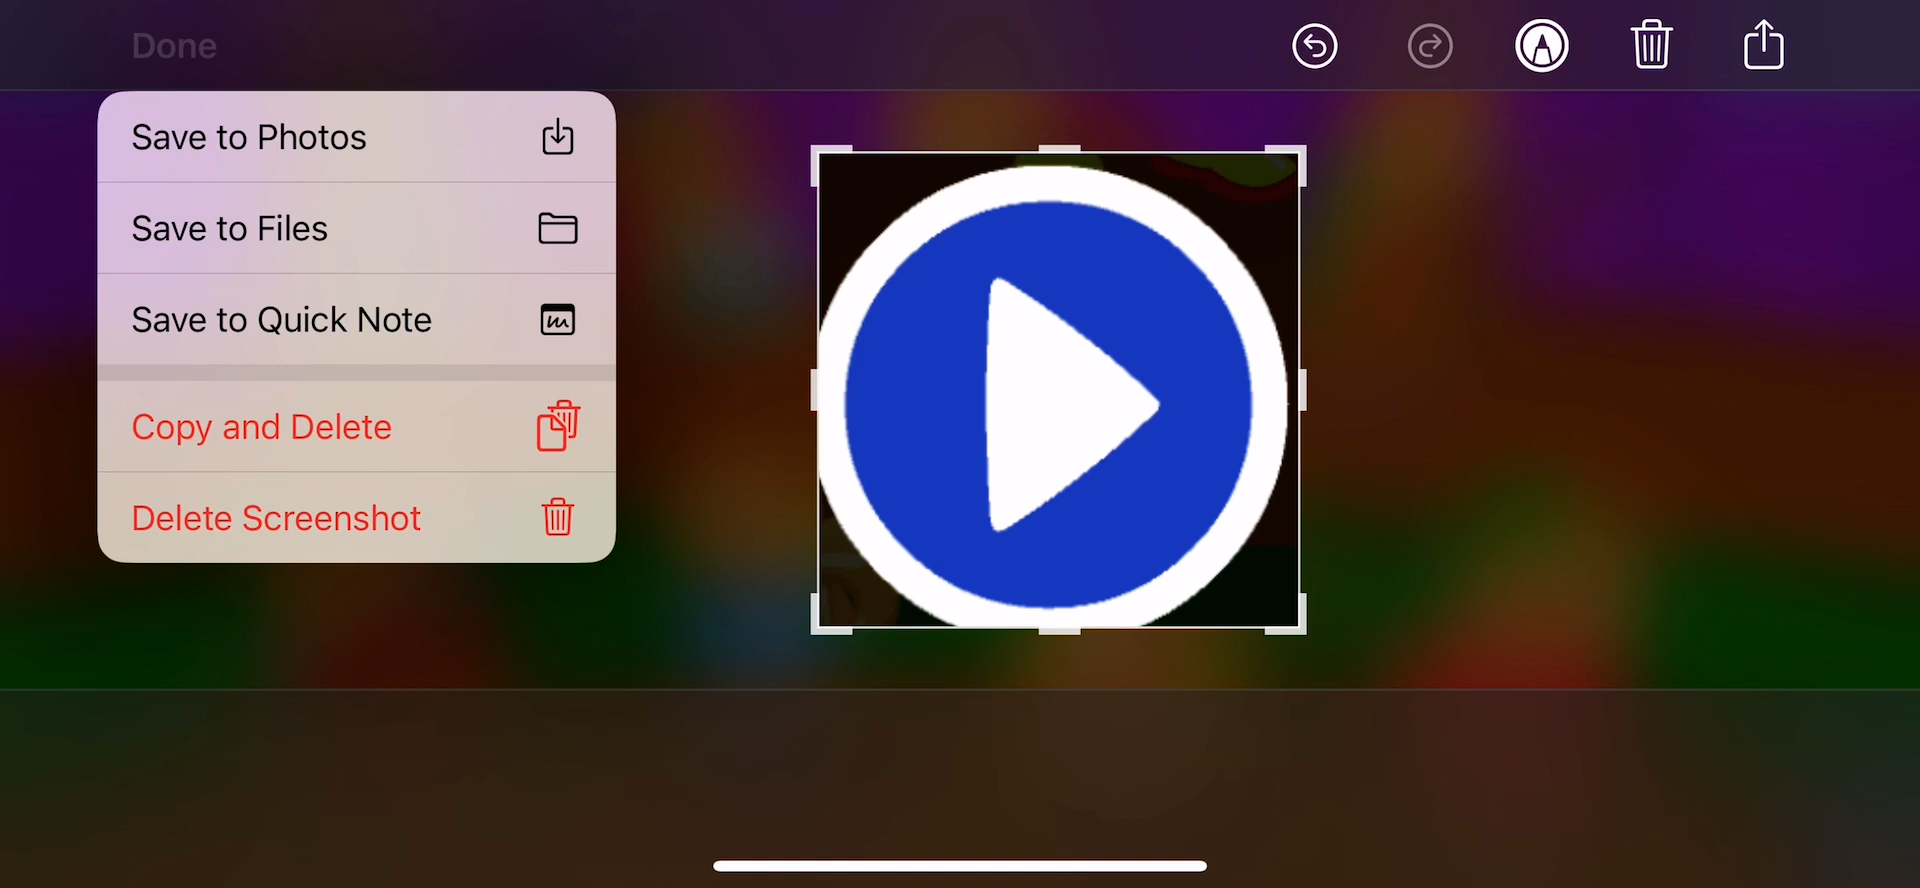 Done
Save to Photos
Save to Files
Save to Quick Note
Copy and Delete
Delete Screenshot